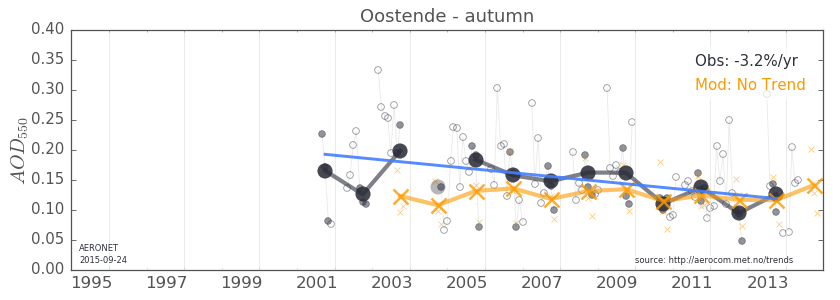 Oostende - autumn
0.40
0.35
0.30
0.25
0.20
0.15
0.10
0.05
0.00
AOD550
Obs: -3.2%/yr
Mod: No Trend
AERONET
2015-09-24
source: http://aerocom.met.no/trends
1995 1997 1999 2001 2003 2005 2007 2009 2011 2013